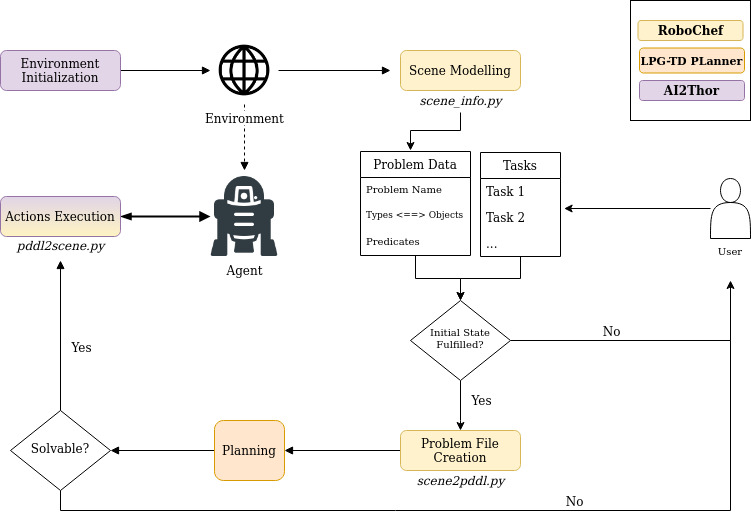 RoboChef
LPG-TD PLanner
AI2Thor
Environment
Initialization
Environment
Scene Modelling
scene_info.py
Problem Data
Problem Name
Types <==> Objects
Predicates
Tasks
Task 1
Task 2
...
User
Actions Execution
pddl2scene.py
Agent
Initial State
Fulfilled?
No
Yes
Yes
Problem File
Creation
scene2pddl.py
Planning
Solvable?
No